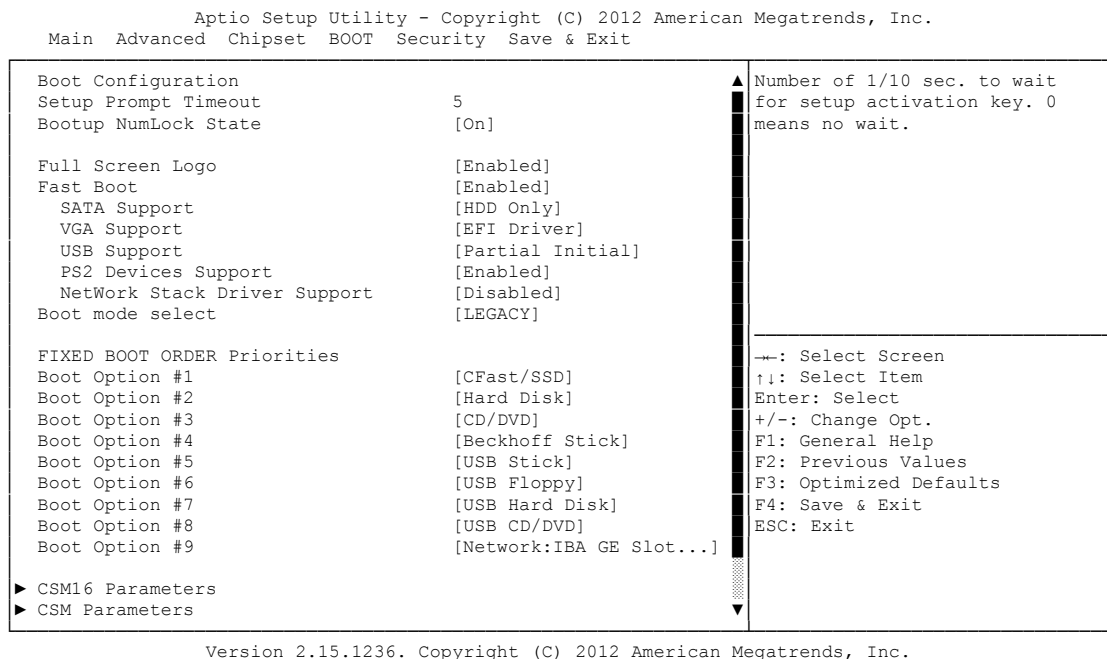 Aptio Setup Utility - Copyright (C) 2012 American Megatrends, Inc.
Main Advanced Chipset BOOT Security Save & Exit
Boot Configuration
Setup Prompt Timeout 5
Bootup NumLock State [On]
Full Screen Logo [Enabled]
Fast Boot [Enabled]
SATA Support [HDD Only]
VGA Support [EFI Driver]
USB Support [Partial Initial]
PS2 Devices Support [Enabled]
NetWork Stack Driver Support [Disabled]
Boot mode select [LEGACY]
FIXED BOOT ORDER Priorities
Boot Option #1 [CFast/SSD]
Boot Option #2 [Hard Disk]
Boot Option #3 [CD/DVD]
Boot Option #4 [Beckhoff Stick]
Boot Option #5 [USB Stick]
Boot Option #6 [USB Floppy]
Boot Option #7 [USB Hard Disk]
Boot Option #8 [USB CD/DVD]
Boot Option #9 [Network:IBA GE Slot...]
► CSM16 Parameters
► CSM Parameters
Number of 1/10 sec. to wait
for setup activation key. 0
means no wait.
→←: Select Screen
↑↓: Select Item
Enter: Select
+/-: Change Opt.
F1: General Help
F2: Previous Values
F3: Optimized Defaults
F4: Save & Exit
ESC: Exit
Version 2.15.1236. Copyright (C) 2012 American Megatrends, Inc.